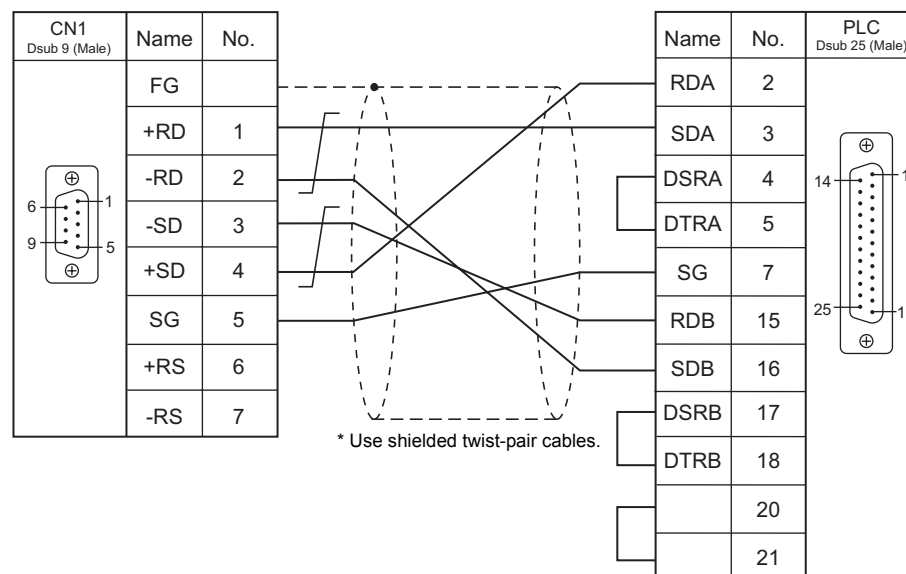 CN1
Dsub 9 (Male)
Name No.
FG
+RD 1
-RD 2
-SD 3
+SD 4
SG 5
+RS 6
-RS 7
6
1
9
5
* Use shielded twist-pair cables.
Name No.
PLC
Dsub 25 (Male)
RDA 2
SDA 3
DSRA 4
DTRA 5
SG 7
RDB 15
SDB 16
DSRB 17
DTRB 18
20
21
14
1
25
1